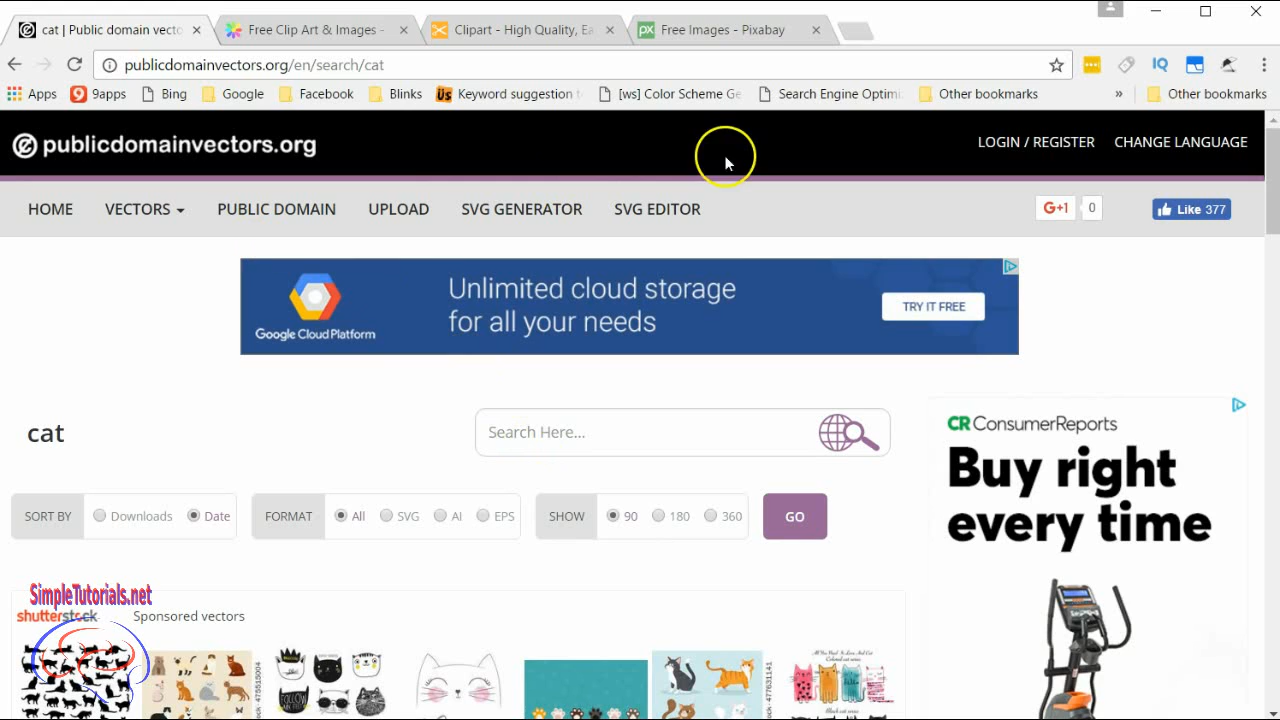 cat | Public domain vecto
Free Clip Art & Images -
Clipart - High Quality, Ea
Free Images - Pixabay
publicdomainvectors.org/en/search/cat
Apps
9apps
Bing
Google
Facebook
Blinks
Keyword suggestion t
[ws] Color Scheme Ge
Search Engine Optimi
Other bookmarks
»
Other bookmarks
publicdomainvectors.org
LOGIN / REGISTER
CHANGE LANGUAGE
HOME
VECTORS
PUBLIC DOMAIN
UPLOAD
SVG GENERATOR
SVG EDITOR
G+1
0
Like 377
Google Cloud Platform
Unlimited cloud storage
for all your needs
TRY IT FREE
cat
Search Here...
CR ConsumerReports
Buy right
every time
SORT BY
Downloads
Date
FORMAT
All
SVG
AI
EPS
SHOW
90
180
360
GO
SimpleTutorials.net
shutterstock
Sponsored vectors